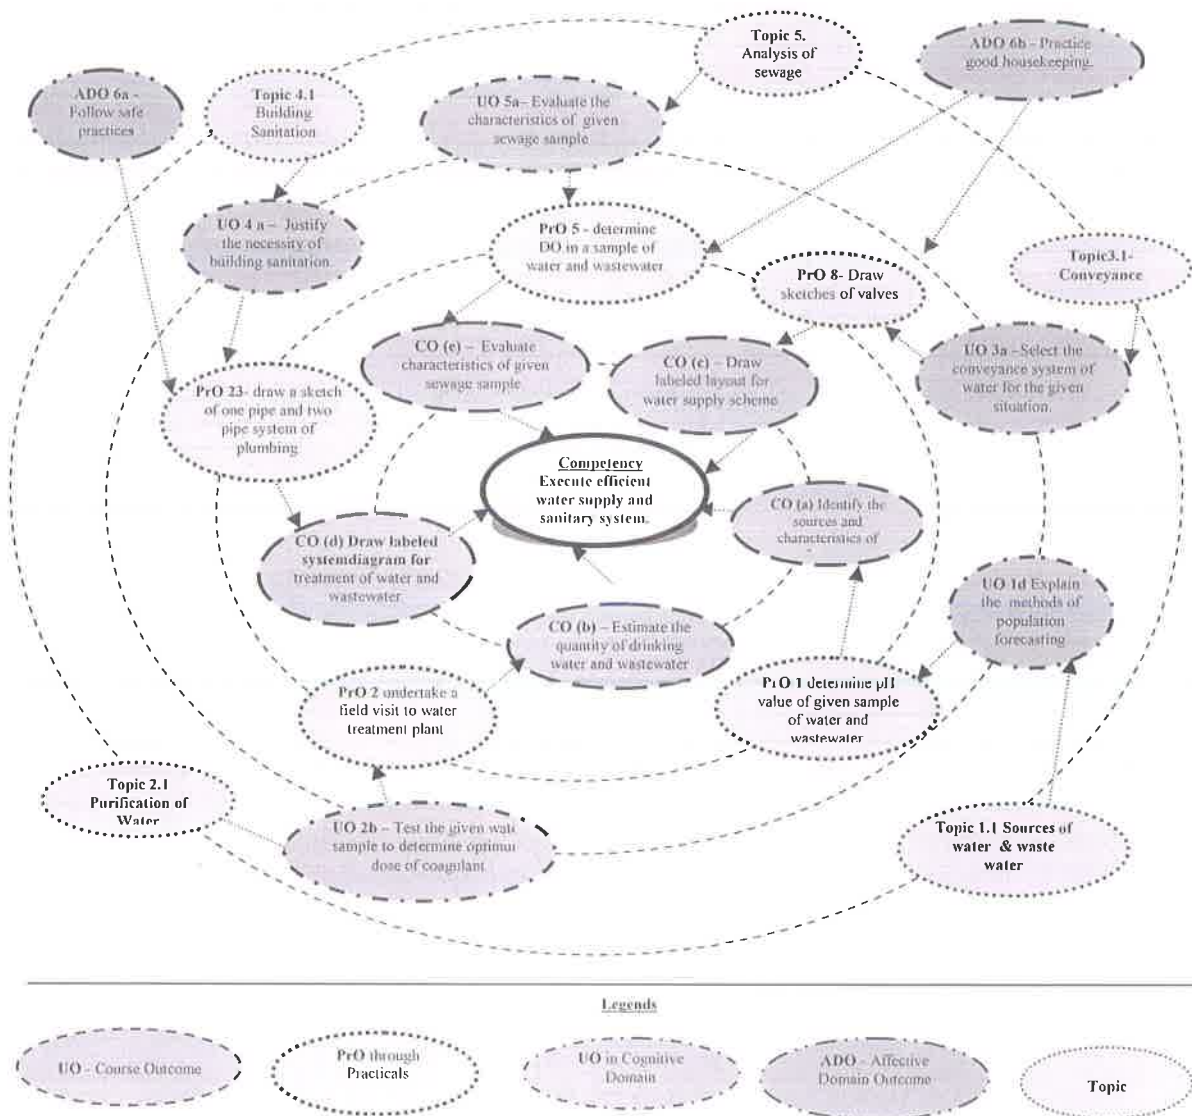 Topic 5.
Analysis of
sewage
ADO 6b - Practice
good housekeeping.
ADO 6a -
Follow safe
practices
Topic 4.1
Building
Sanitation
UO 5a– Evaluate the
characteristics of given
sewage sample
UO 4 a – Justify
the necessity of
building sanitation.
PrO 5 - determine
DO in a sample of
water and wastewater
PrO 8- Draw
sketches of valves
Topic3.1-
Conveyance
CO (e) – Evaluate
characteristics of given
sewage sample
CO (c) – Draw
labeled layout for
water supply scheme
UO 3a –Select the
conveyance system of
water for the given
situation.
PrO 23- draw a sketch
of one pipe and two
pipe system of
plumbing
Competency
Execute efficient
water supply and
sanitary system.
CO (a) Identify the
sources and
characteristics of
CO (d) Draw labeled
systemdiagram for
treatment of water and
wastewater
UO 1d Explain
the methods of
population
forecasting
CO (b) – Estimate the
quantity of drinking
water and wastewater
PrO 2 undertake a
field visit to water
treatment plant
PrO 1 determine pH
value of given sample
of water and
wastewater
Topic 2.1
Purification of
Water
UO 2b – Test the given
sample to determine
dose of coagulant
Topic 1.1 Sources of
water & waste
water
Legends
UO - Course Outcome
PrO through
Practicals
UO in Cognitive
Domain
ADO - Affective
Domain Outcome
Topic